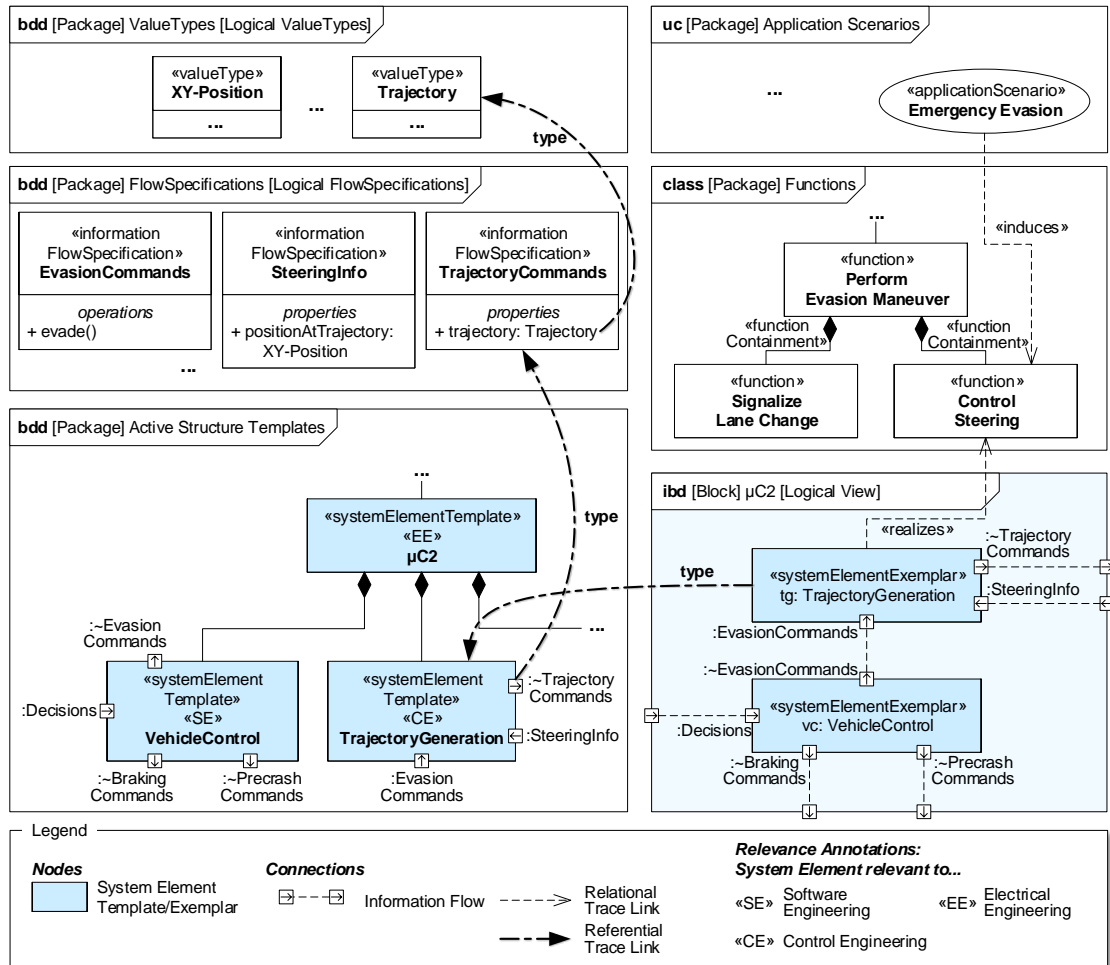 bdd [Package] ValueTypes [Logical ValueTypes]
«valueType»
XY-Position
...
...
«valueType»
Trajectory
...
type
uc [Package] Application Scenarios
...
«applicationScenario»
Emergency Evasion
bdd [Package] FlowSpecifications [Logical FlowSpecifications]
«information
FlowSpecification»
EvasionCommands
operations
+ evade()
«information
FlowSpecification»
SteeringInfo
properties
+ positionAtTrajectory:
XY-Position
«information
FlowSpecification»
TrajectoryCommands
properties
+ trajectory: Trajectory
...
class [Package] Functions
...
«induces»
«function»
Perform
Evasion Maneuver
«function
Containment»
«function
Containment»
«function»
Signalize
Lane Change
«function»
Control
Steering
bdd [Package] Active Structure Templates
...
«systemElementTemplate»
«EE»
µC2
type
...
:~Evasion
Commands
«systemElement
Template»
«SE»
VehicleControl
:Decisions
:~Braking
Commands
:~Precrash
Commands
«systemElement
Template»
«CE»
TrajectoryGeneration
:~Trajectory
Commands
:SteeringInfo
:Evasion
Commands
ibd [Block] µC2 [Logical View]
«realizes»
type
«systemElementExemplar»
tg: TrajectoryGeneration
:~Trajectory
Commands
:SteeringInfo
:EvasionCommands
:~EvasionCommands
«systemElementExemplar»
vc: VehicleControl
:Decisions
:~Braking
Commands
:~Precrash
Commands
Legend
Nodes
System Element
Template/Exemplar
Connections
Information Flow
Relational
Trace Link
Referential
Trace Link
Relevance Annotations:
System Element relevant to...
«SE» Software
Engineering
«EE» Electrical
Engineering
«CE» Control Engineering